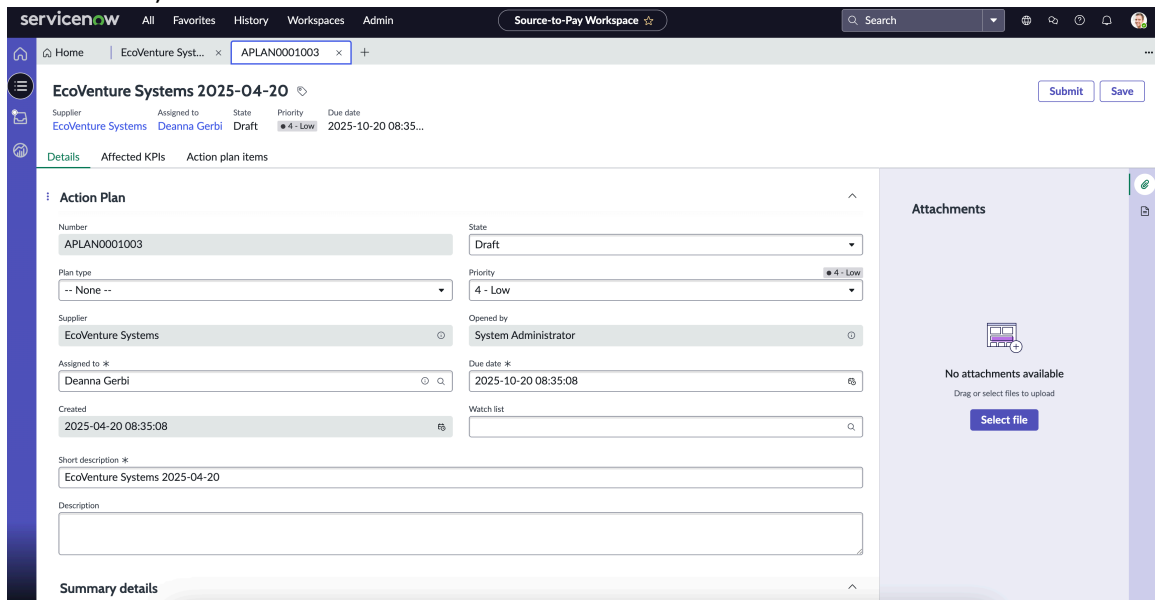 servicenow All Favorites History Workspaces Admin Source-to-Pay Workspace Search
Home EcoVenture Syst... × APLAN0001003 × +
EcoVenture Systems 2025-04-20
Submit Save
Supplier Assigned to State Priority Due date
EcoVenture Systems Deanna Gerbi Draft 4 - Low 2025-10-20 08:35...
Details Affected KPIs Action plan items
Action Plan
Attachments
Number State
APLAN0001003 Draft
Plan type Priority 4 - Low
-- None -- 4 - Low
Supplier Opened by
EcoVenture Systems System Administrator
Assigned to * Due date *
Deanna Gerbi 2025-10-20 08:35:08
No attachments available
Drag or select files to upload
Select file
Created Watch list
2025-04-20 08:35:08
Short description *
EcoVenture Systems 2025-04-20
Description
Summary details